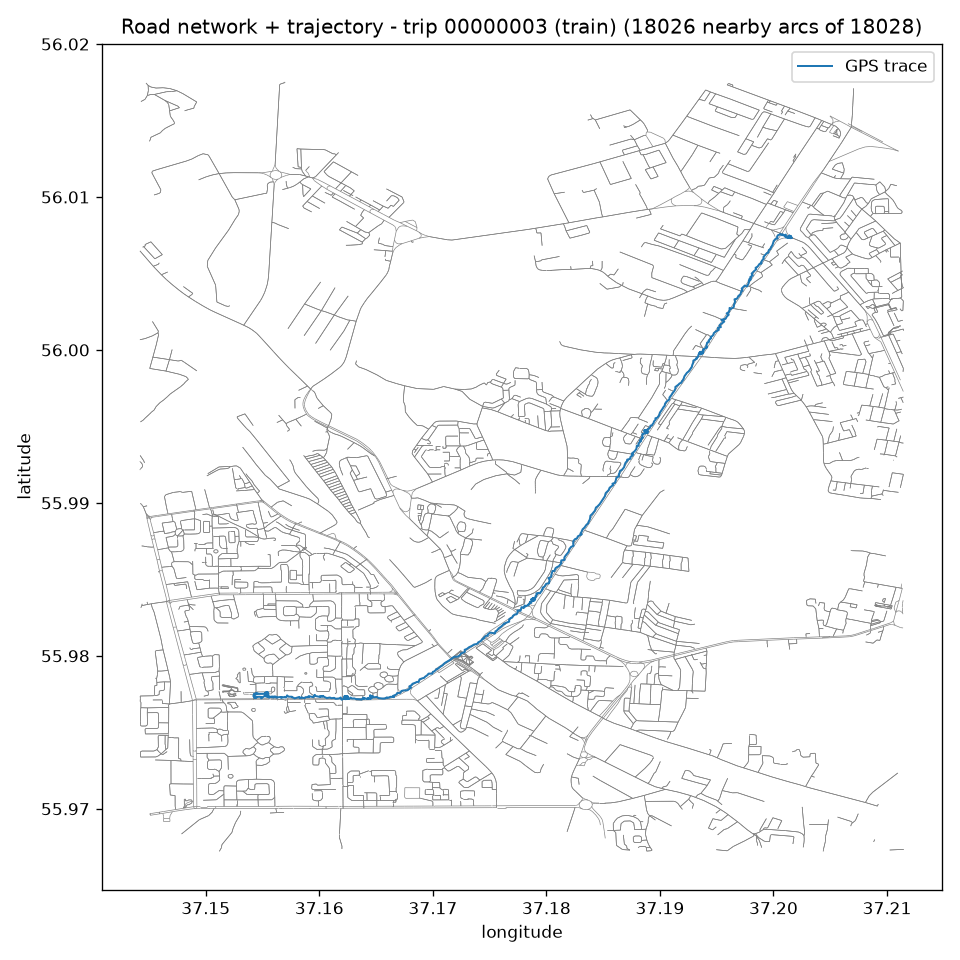 Road network + trajectory - trip 00000003 (train) (18026 nearby arcs of 18028)
GPS trace
56.02
56.01
56.00
55.99
55.98
55.97
latitude
37.15 37.16 37.17 37.18 37.19 37.20 37.21
longitude